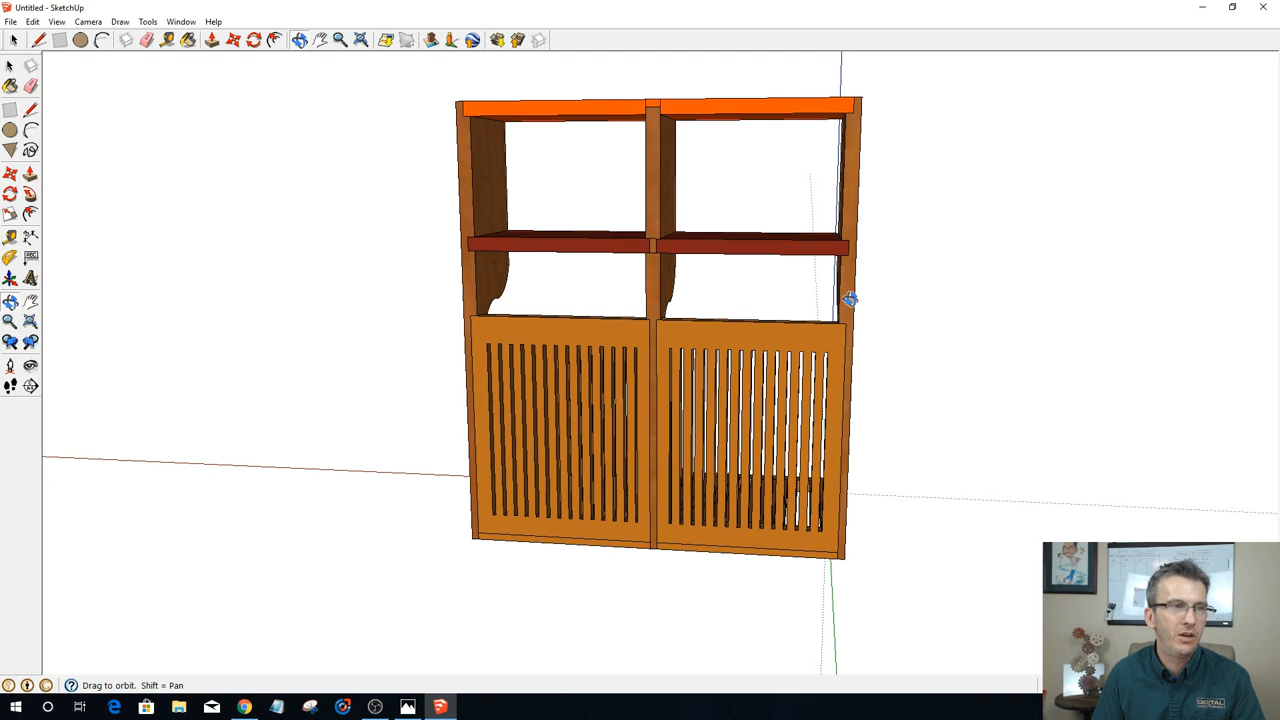 Untitled - SketchUp
File Edit View Camera Draw Tools Window Help
Drag to orbit. Shift = Pan